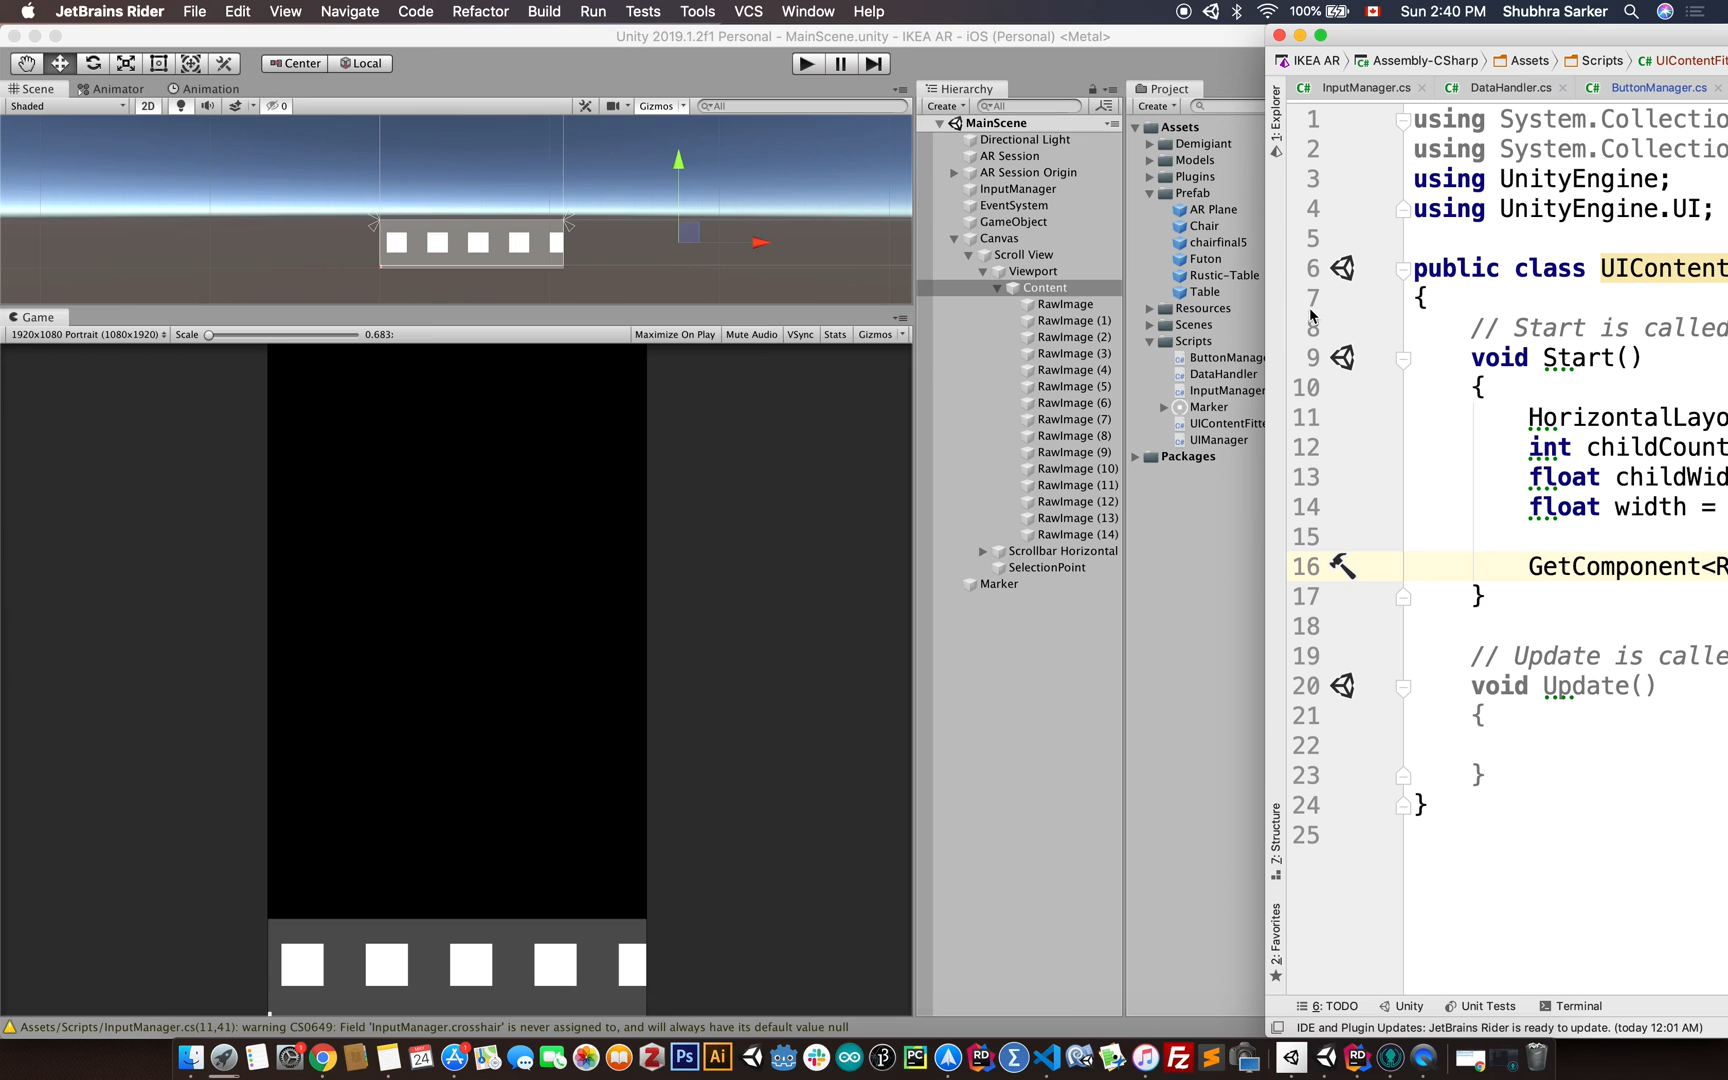 JetBrains Rider File Edit View Navigate Code Refactor Build Run Tests Tools VCS Window Help 100% Sun 2:40 PM Shubhra Sarker
Unity 2019.1.2f1 Personal - MainScene.unity - IKEA AR - iOS (Personal) <Metal>
Center Local
Scene Animator Animation
Shaded 2D 0 Gizmos All
Game
1920x1080 Portrait (1080x1920) Scale 0.683: Maximize On Play Mute Audio VSync Stats Gizmos
Hierarchy
Create All
MainScene
Directional Light
AR Session
AR Session Origin
InputManager
EventSystem
GameObject
Canvas
Scroll View
Viewport
Content
RawImage
RawImage (1)
RawImage (2)
RawImage (3)
RawImage (4)
RawImage (5)
RawImage (6)
RawImage (7)
RawImage (8)
RawImage (9)
RawImage (10)
RawImage (11)
RawImage (12)
RawImage (13)
RawImage (14)
Scrollbar Horizontal
SelectionPoint
Marker
Project
Create
Assets
Demigiant
Models
Plugins
Prefab
AR Plane
Chair
chairfinal5
Futon
Rustic-Table
Table
Resources
Scenes
Scripts
ButtonManage
DataHandler
InputManager
Marker
UIContentFitte
UIManager
Packages
IKEA AR Assembly-CSharp Assets Scripts C# UIContentFit
C# InputManager.cs C# DataHandler.cs C# ButtonManager.cs
1: Explorer
1 using System.Collectio
2 using System.Collectio
3 using UnityEngine;
4 using UnityEngine.UI;
5
6 public class UIContent
7 {
8 // Start is called
9 void Start()
10 {
11 HorizontalLayo
12 int childCount
13 float childWid
14 float width =
15
16 GetComponent<R
17 }
18
19 // Update is calle
20 void Update()
21 {
22
23 }
24 }
25
7: Structure
2: Favorites
6: TODO Unity Unit Tests Terminal
IDE and Plugin Updates: JetBrains Rider is ready to update. (today 12:01 AM)
Assets/Scripts/InputManager.cs(11,41): warning CS0649: Field 'InputManager.crosshair' is never assigned to, and will always have its default value null